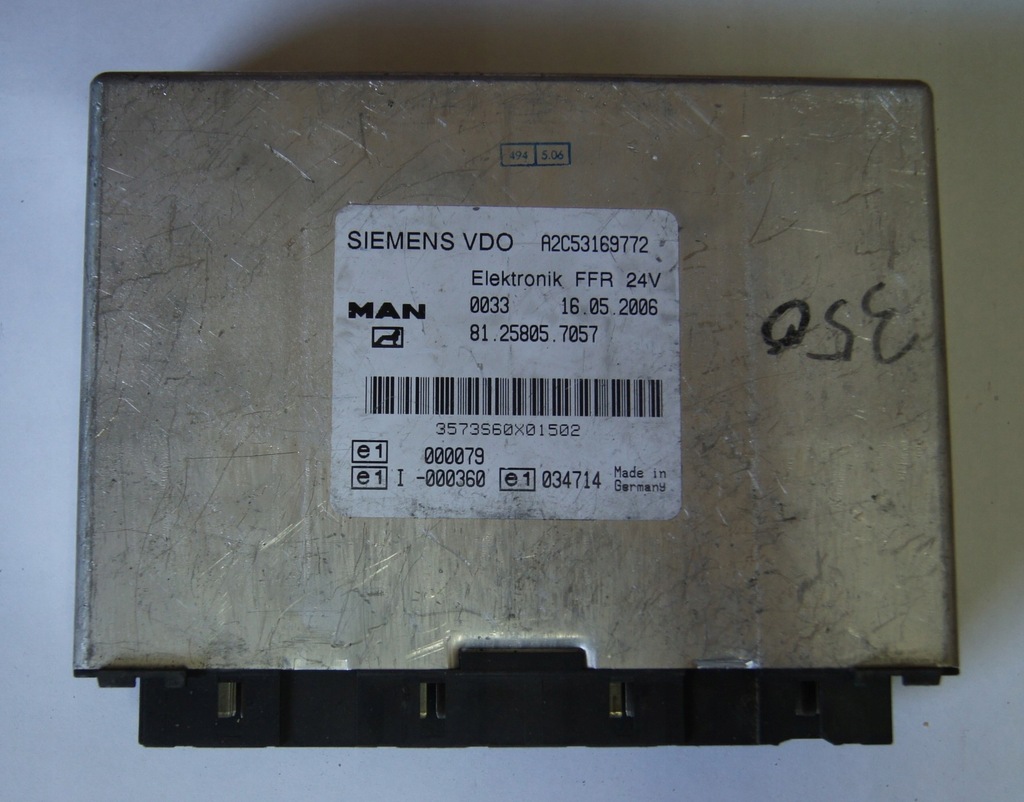 494 5.06
SIEMENS VDO A2C53169772
Elektronik FFR 24V
MAN 0033 16.05.2006
81.25805.7057
3573S60X01502
e1 000079
e1 I -000360 e1 034714 Made in Germany
350